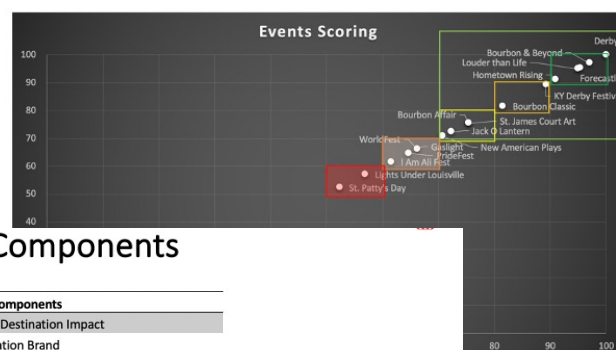 Events Scoring
Derby
100
Bourbon & Beyond
Louder than Life
Hometown Rising
Forecastl
90
KY Derby Festiv
Bourbon Classic
80
Bourbon Affair
St. James Court Art
Jack O Lantern
70
WorldFest
Gaslight
New American Plays
PrideFest
60
I Am Ali Fest
Lights Under Louisville
50
St. Patty's Day
40
Components
omponents
Destination Impact
ation Brand
80
90
100